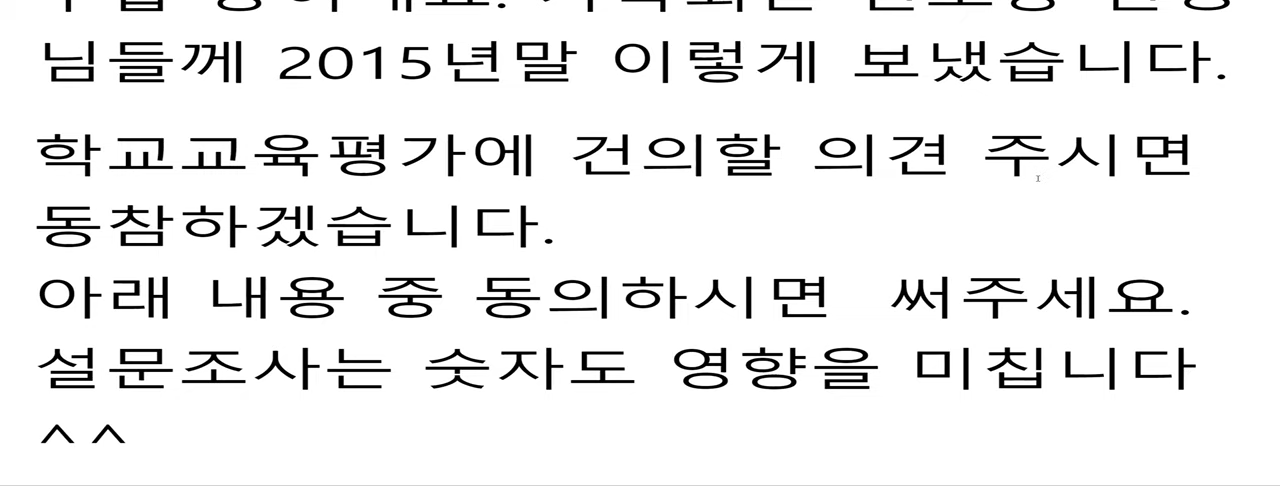 님들께 2015년말 이렇게 보냈습니다.
학교교육평가에 건의할 의견 주시면
동참하겠습니다.
아래 내용 중 동의하시면 써주세요.
설문조사는 숫자도 영향을 미칩니다
^^